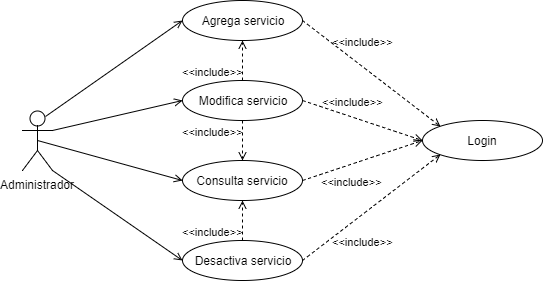 Agrega servicio
<<include>>
<<include>>
Modifica servicio
<<include>>
<<include>>
Login
Consulta servicio
<<include>>
Administrador
<<include>>
<<include>>
Desactiva servicio